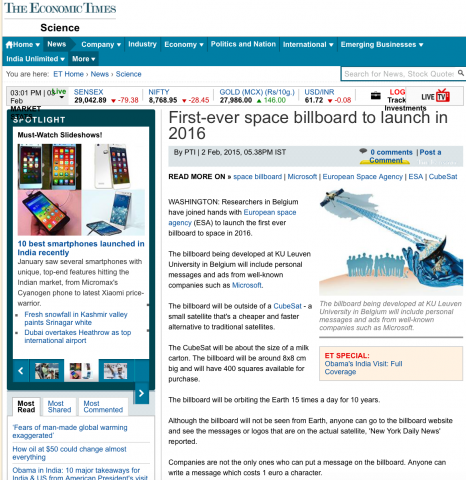 THE ECONOMIC TIMES
Science
Home
News
Company
Industry
Economy
Politics and Nation
International
Emerging Businesses
India Unlimited
More
You are here: ET Home › News › Science
Search for News, Stock Quotes
03:01 PM | 03 Feb
Live
MARKET
SENSEX
29,042.89 ▼ -79.38
NIFTY
8,768.95 ▼ -28.45
GOLD (MCX) (Rs/10g.)
27,986.00 ▲ 146.00
USD/INR
61.72 ▼ -0.08
LOG
Track
Investments
LIVE TV
SPOTLIGHT
Must-Watch Slideshows!
10 best smartphones launched in
India recently
January saw several smartphones with
unique, top-end features hitting the
Indian market, from Micromax's
Cyanogen phone to latest Xiaomi price-
warrior.
Fresh snowfall in Kashmir valley
paints Srinagar white
Dubai overtakes Heathrow as top
international airport
Most
Read
Most
Shared
Most
Commented
'Fears of man-made global warming
exaggerated'
How oil at $50 could change almost
everything
Obama in India: 10 major takeaways for
India & US from American President's visit
First-ever space billboard to launch in
2016
By PTI | 2 Feb, 2015, 05.38PM IST
0 comments | Post a
Comment
READ MORE ON » space billboard | Microsoft | European Space Agency | ESA | CubeSat
WASHINGTON: Researchers in Belgium
have joined hands with European space
agency (ESA) to launch the first ever
billboard to space in 2016.
The billboard being developed at KU Leuven
University in Belgium will include personal
messages and ads from well-known
companies such as Microsoft.
The billboard will be outside of a CubeSat - a
small satellite that's a cheaper and faster
alternative to traditional satellites.
The CubeSat will be about the size of a milk
carton. The billboard will be around 8x8 cm
big and will have 400 squares available for
purchase.
The billboard will be orbiting the Earth 15 times a day for 10 years.
Although the billboard will not be seen from Earth, anyone can go to the billboard website
and see the messages or logos that are on the actual satellite, 'New York Daily News'
reported.
Companies are not the only ones who can put a message on the billboard. Anyone can
write a message which costs 1 euro a character.
The billboard being developed at KU Leuven
University in Belgium will include personal
messages and ads from well-known
companies such as Microsoft.
ET SPECIAL:
Obama's India Visit: Full
Coverage